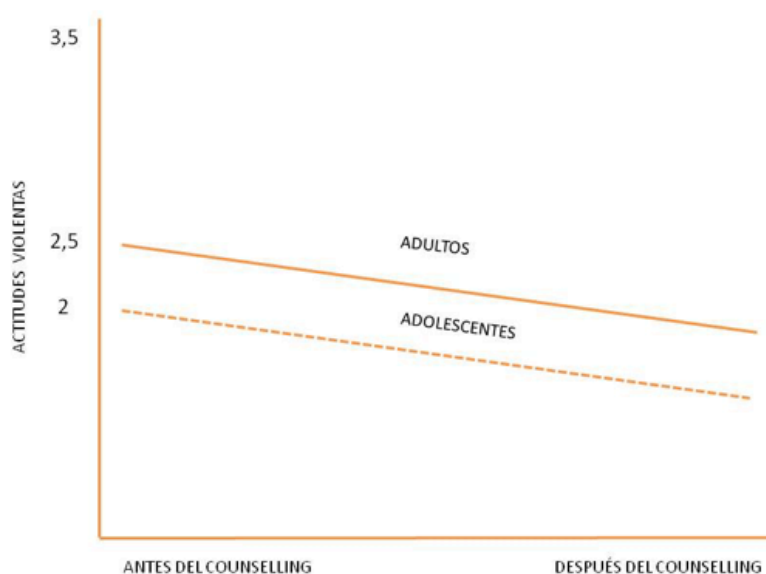 3,5
ACTITUDES VIOLENTAS
2,5
ADULTOS
2
ADOLESCENTES
ANTES DEL COUNSELLING
DESPUÉS DEL COUNSELLING